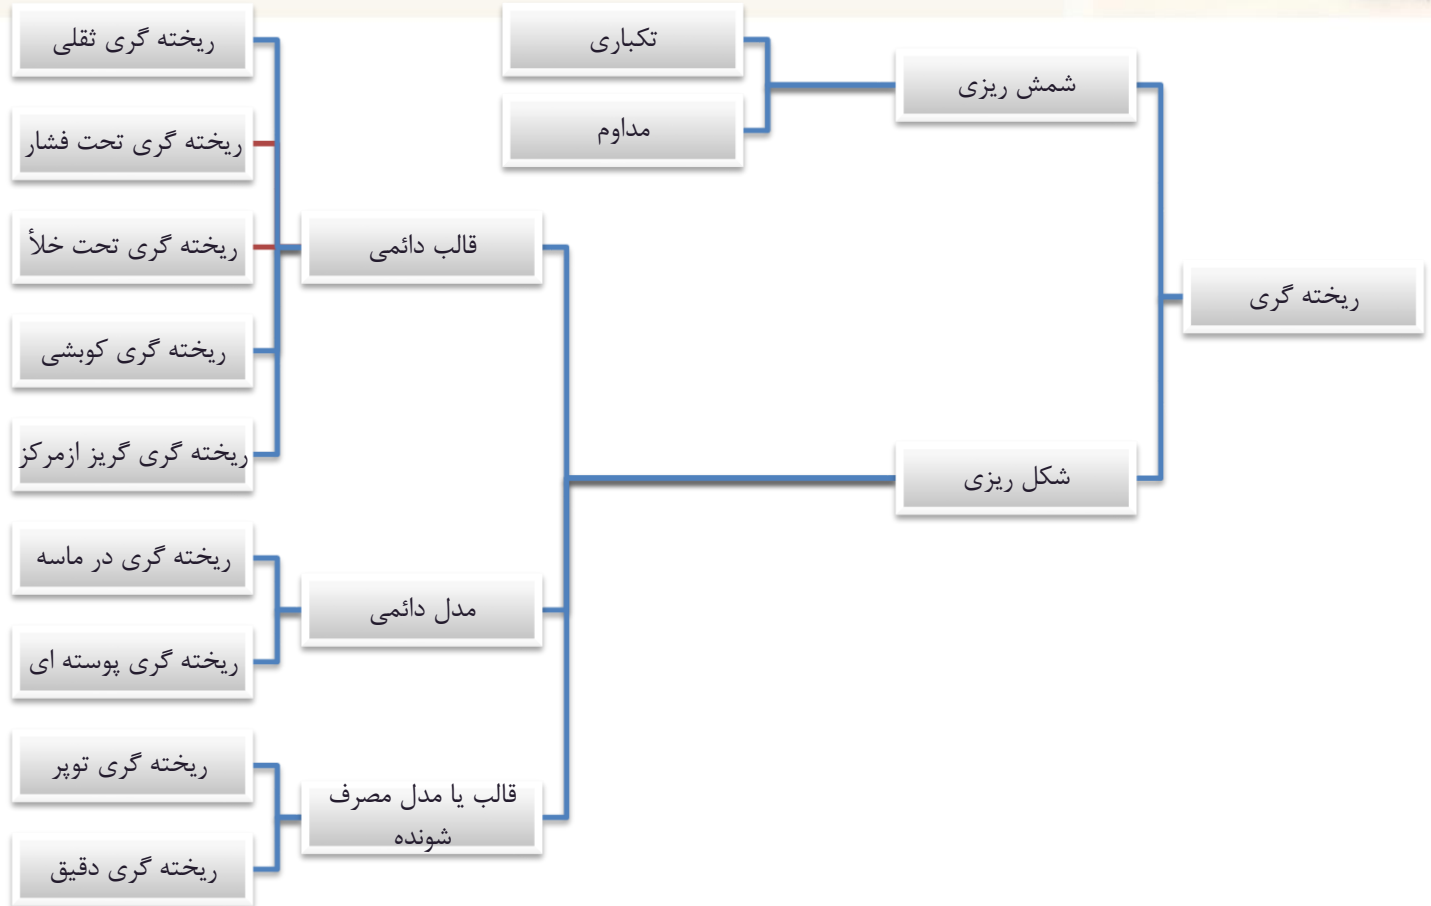 ریخته گری
شمش ریزی
تکباری
مداوم
شکل ریزی
قالب دائمی
ریخته گری ثقلی
ریخته گری تحت فشار
ریخته گری تحت خلأ
ریخته گری کوبشی
ریخته گری گریز ازمرکز
مدل دائمی
ریخته گری در ماسه
ریخته گری پوسته ای
قالب یا مدل مصرف
شونده
ریخته گری توپر
ریخته گری دقیق